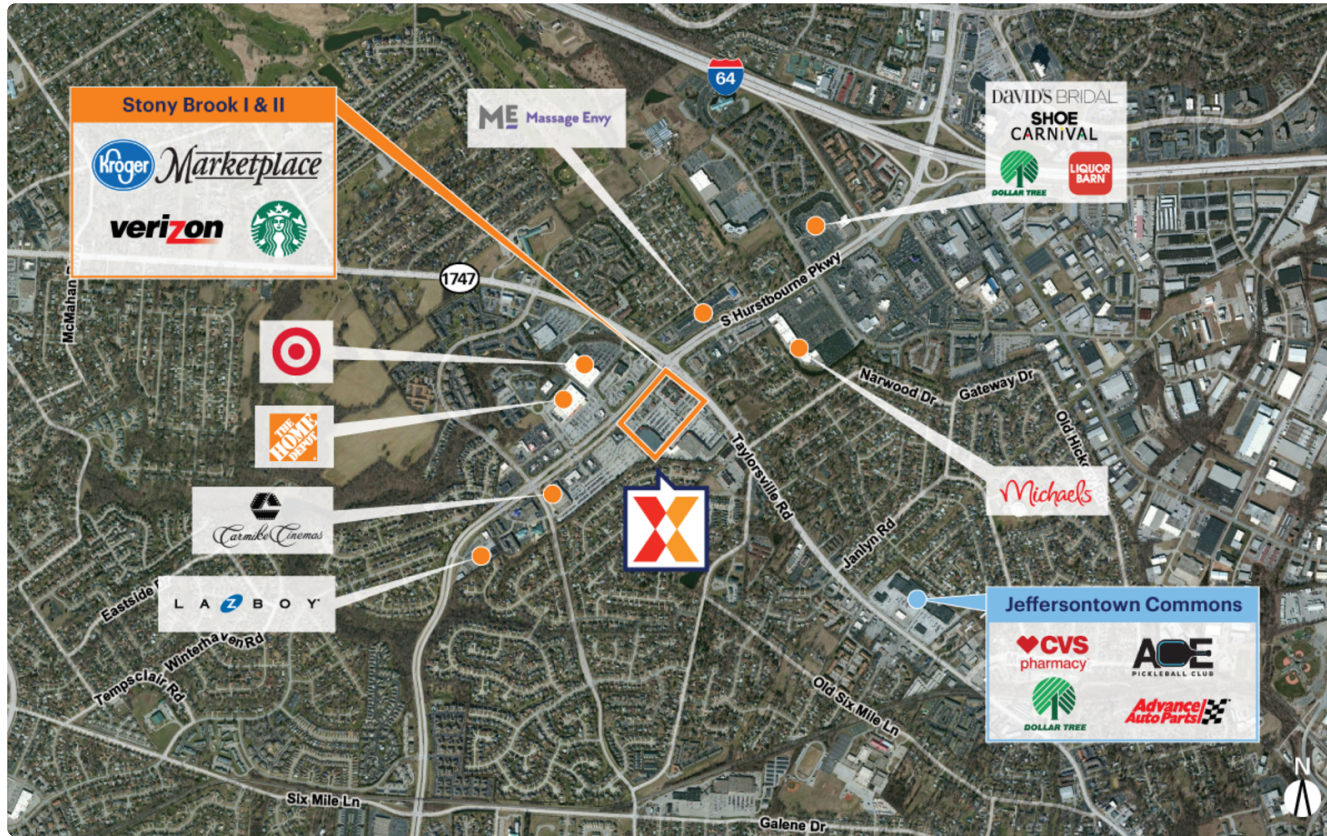 64
Stony Brook I & II
Kroger Marketplace
verizon
ME Massage Envy
DAVID'S BRIDAL
SHOE
CARNIVAL
DOLLAR TREE
LIQUOR
BARN
1747
McMahan
S Hurstbourne Pkwy
THE
HOME
DEPOT
Narwood Dr
Gateway Dr
Taylorsville Rd
Michaels
Carmike Cinemas
Janlyn Rd
LAZBOY
Eastside
Winterhaven Rd
Tempsclair Rd
Jeffersontown Commons
CVS
pharmacy
ACE
PICKLEBALL CLUB
DOLLAR TREE
Advance
Auto Parts
Old Six Mile Ln
Six Mile Ln
Galene Dr
N